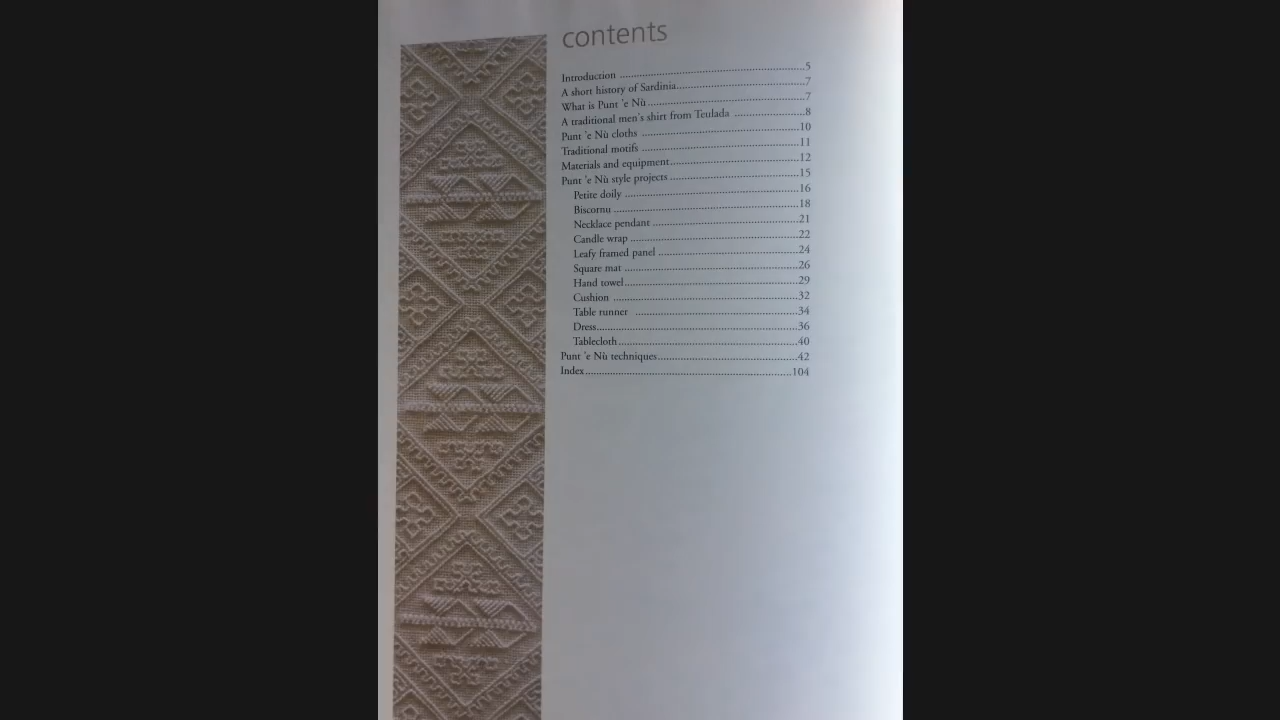 contents
Introduction ........................................................5
A short history of Sardinia.......................................7
What is Punt 'e Nù................................................7
A traditional men's shirt from Teulada ....................8
Punt 'e Nù cloths ................................................10
Traditional motifs ................................................11
Materials and equipment.......................................12
Punt 'e Nù style projects .......................................15
Petite doily .....................................................16
Biscornu ........................................................18
Necklace pendant ............................................21
Candle wrap ...................................................22
Leafy framed panel ..........................................24
Square mat .....................................................26
Hand towel.....................................................29
Cushion ........................................................32
Table runner ..................................................34
Dress..............................................................36
Tablecloth.......................................................40
Punt 'e Nù techniques..........................................42
Index...............................................................104